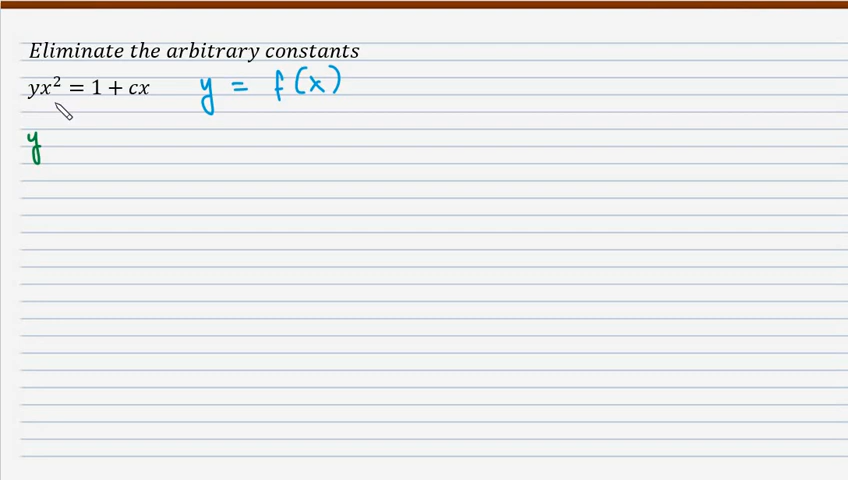 Eliminate the arbitrary constants
yx² = 1 + cx y = f(x)
y